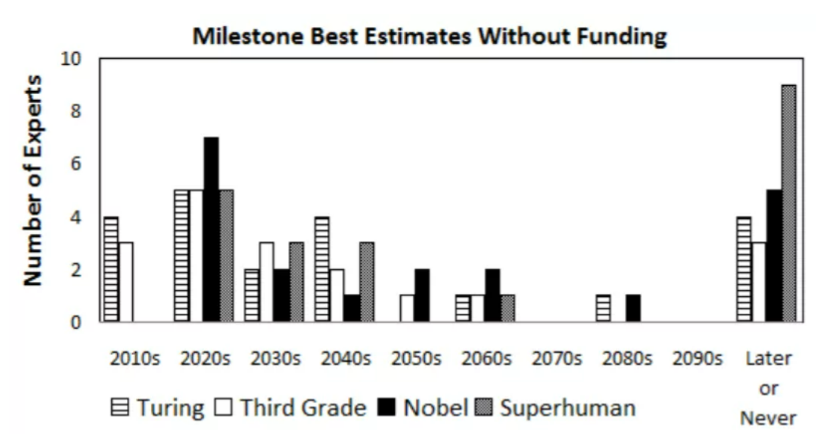 Milestone Best Estimates Without Funding
Number of Experts
10
8
6
4
2
0
2010s 2020s 2030s 2040s 2050s 2060s 2070s 2080s 2090s Later
or
Never
Turing Third Grade Nobel Superhuman